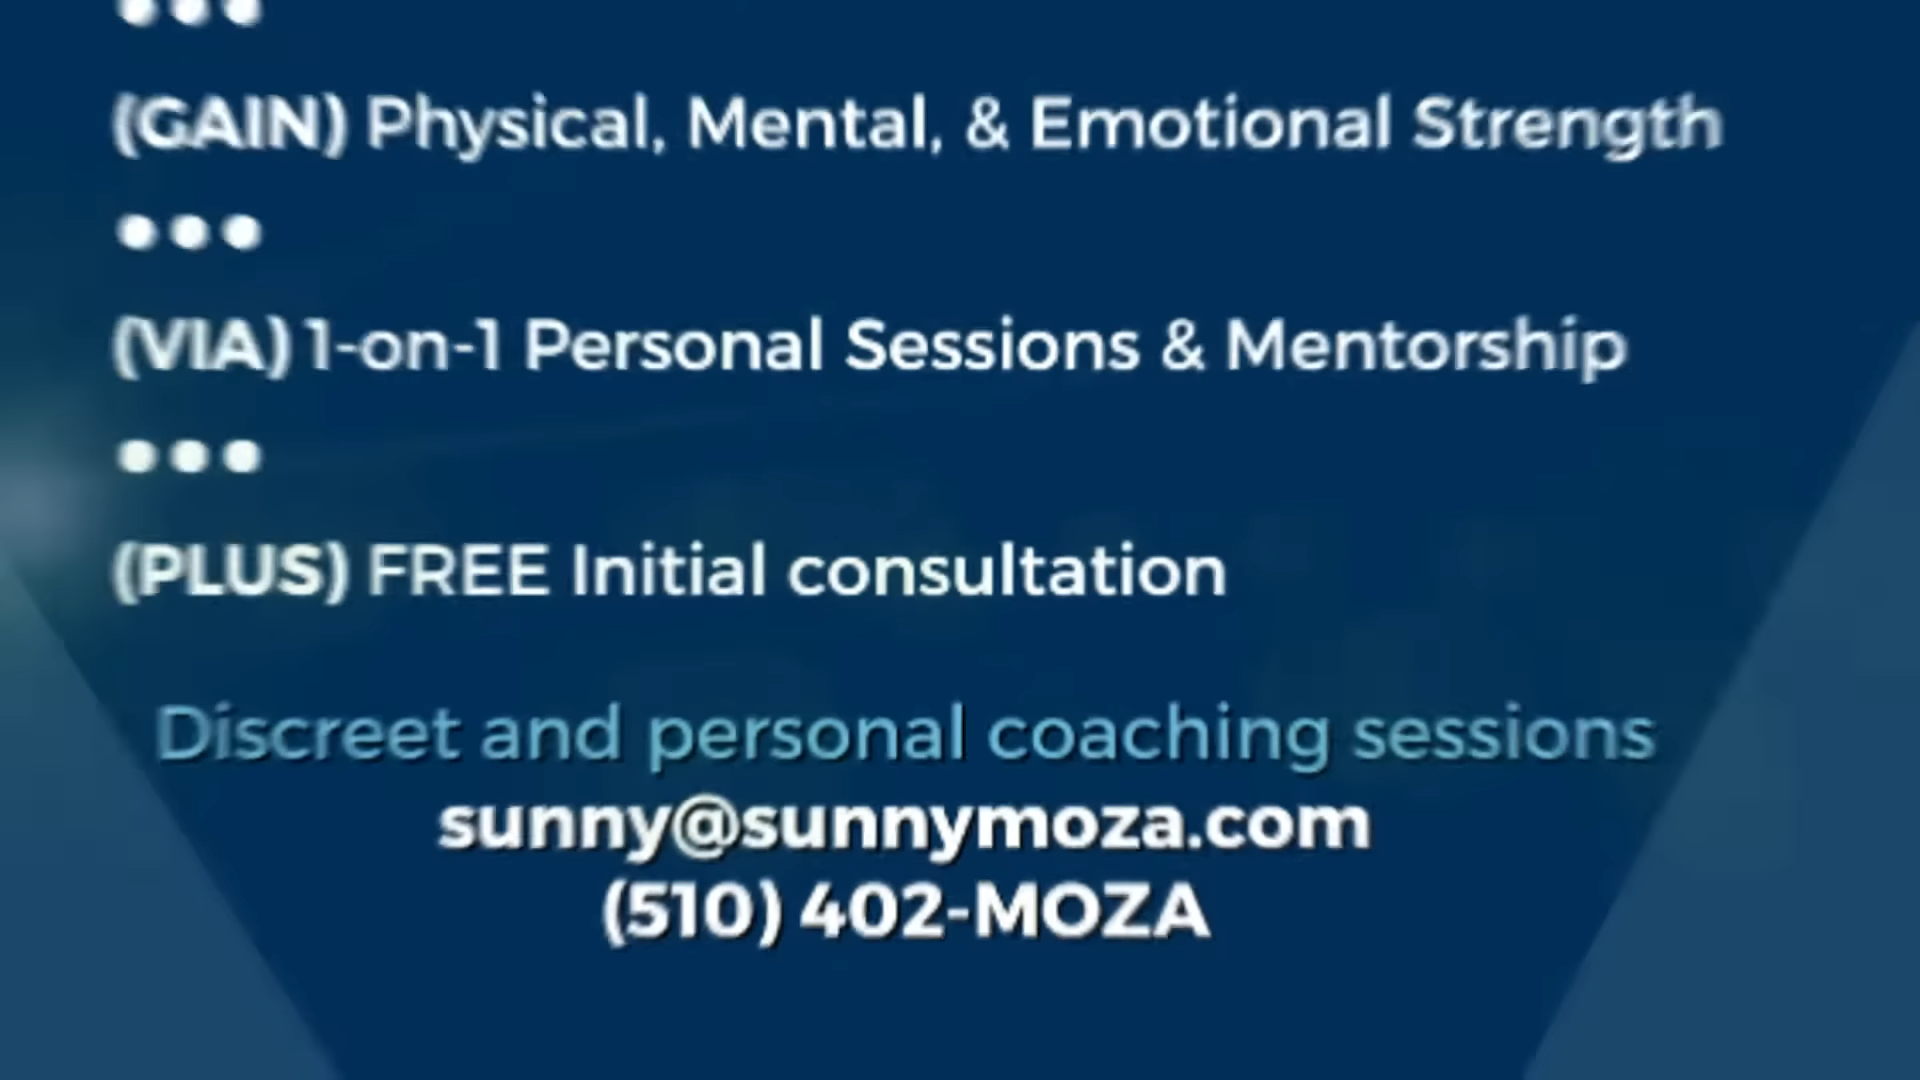 •••
(GAIN) Physical, Mental, & Emotional Strength
•••
(VIA) 1-on-1 Personal Sessions & Mentorship
•••
(PLUS) FREE Initial consultation
Discreet and personal coaching sessions
sunny@sunnymoza.com
(510) 402-MOZA